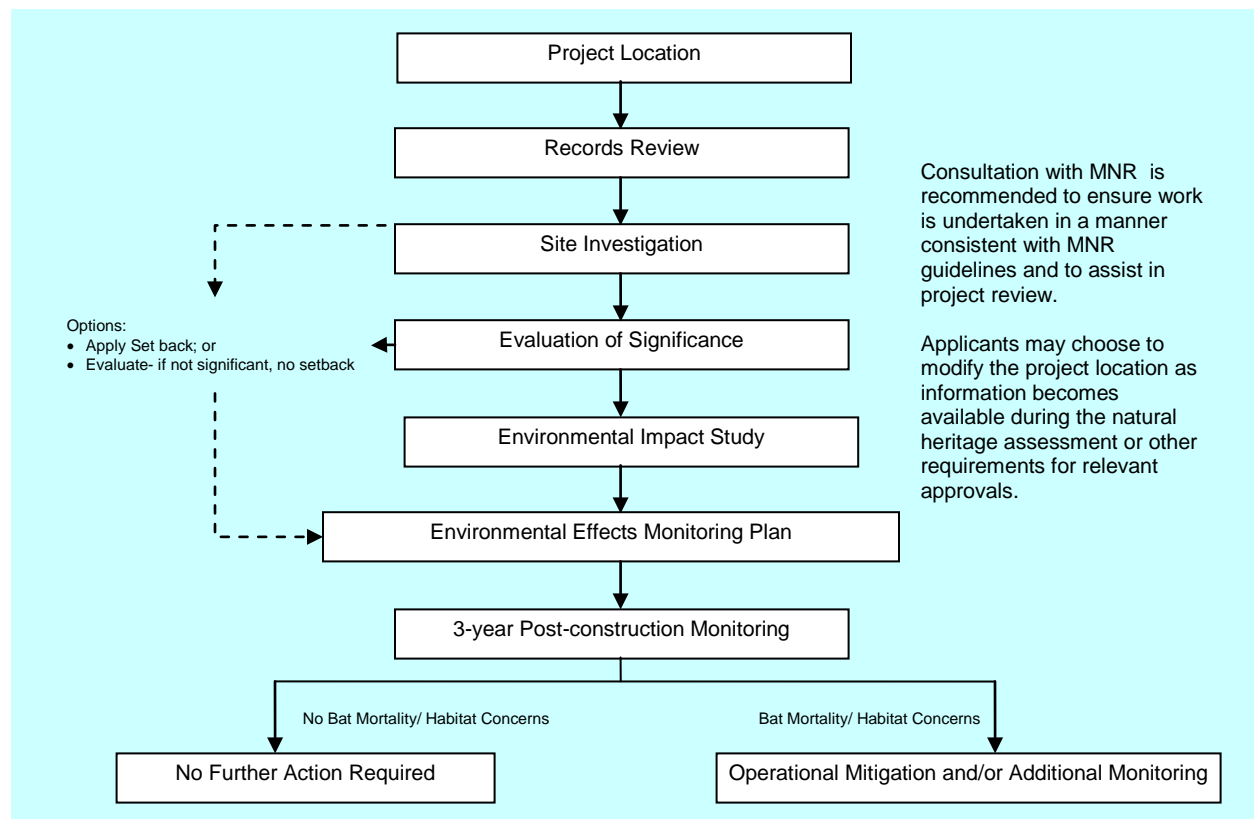 Project Location
Records Review
Site Investigation
Evaluation of Significance
Options:
• Apply Set back; or
• Evaluate- if not significant, no setback
Environmental Impact Study
Environmental Effects Monitoring Plan
3-year Post-construction Monitoring
No Bat Mortality/ Habitat Concerns
Bat Mortality/ Habitat Concerns
No Further Action Required
Operational Mitigation and/or Additional Monitoring
Consultation with MNR is
recommended to ensure work
is undertaken in a manner
consistent with MNR
guidelines and to assist in
project review.
Applicants may choose to
modify the project location as
information becomes
available during the natural
heritage assessment or other
requirements for relevant
approvals.